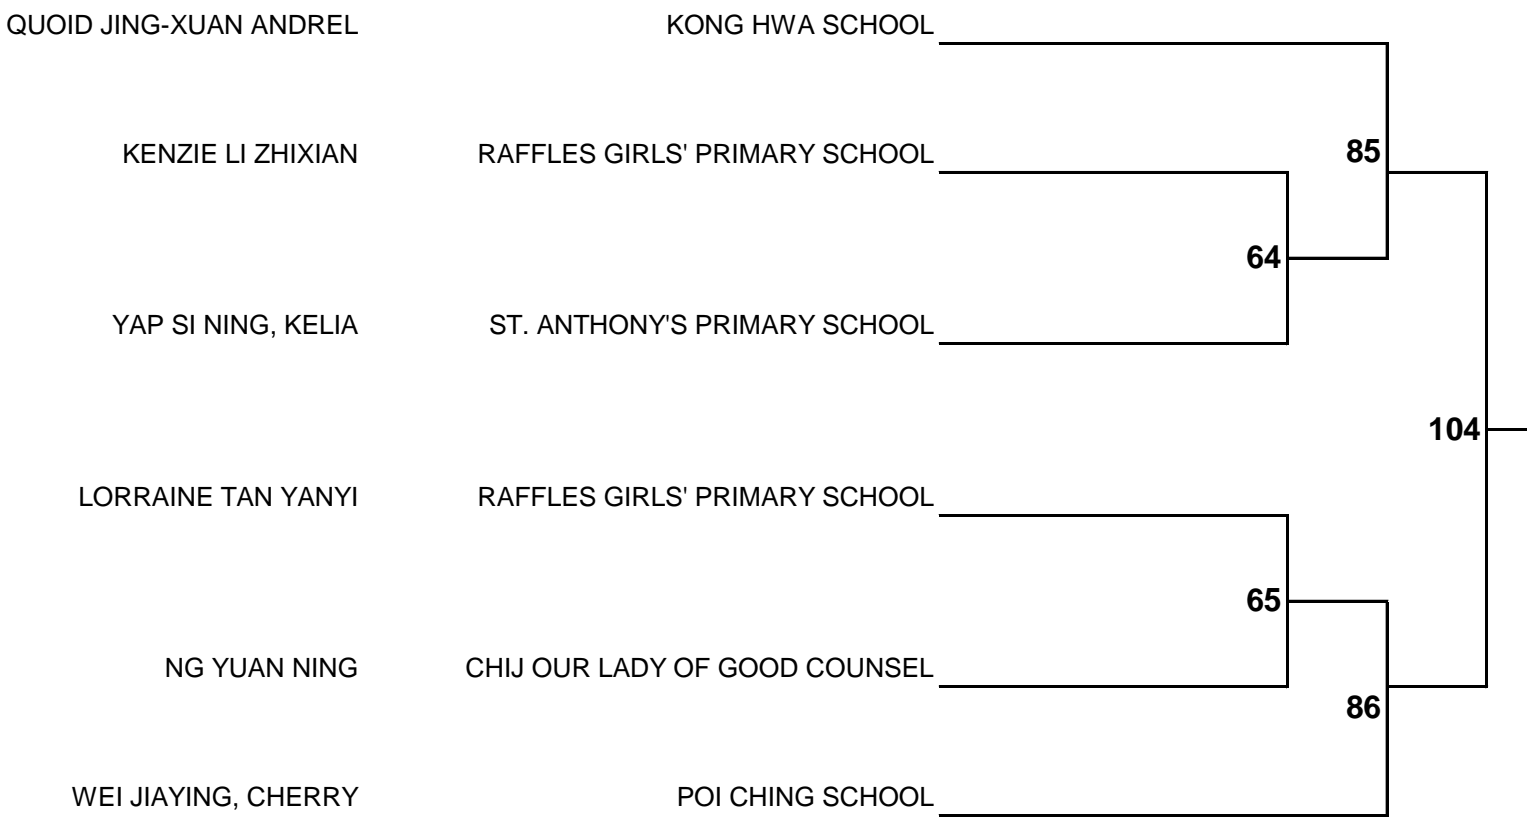 QUOID JING-XUAN ANDREL KONG HWA SCHOOL
KENZIE LI ZHIXIAN RAFFLES GIRLS' PRIMARY SCHOOL
85
64
YAP SI NING, KELIA ST. ANTHONY'S PRIMARY SCHOOL
104
LORRAINE TAN YANYI RAFFLES GIRLS' PRIMARY SCHOOL
65
NG YUAN NING CHIJ OUR LADY OF GOOD COUNSEL
86
WEI JIAYING, CHERRY POI CHING SCHOOL